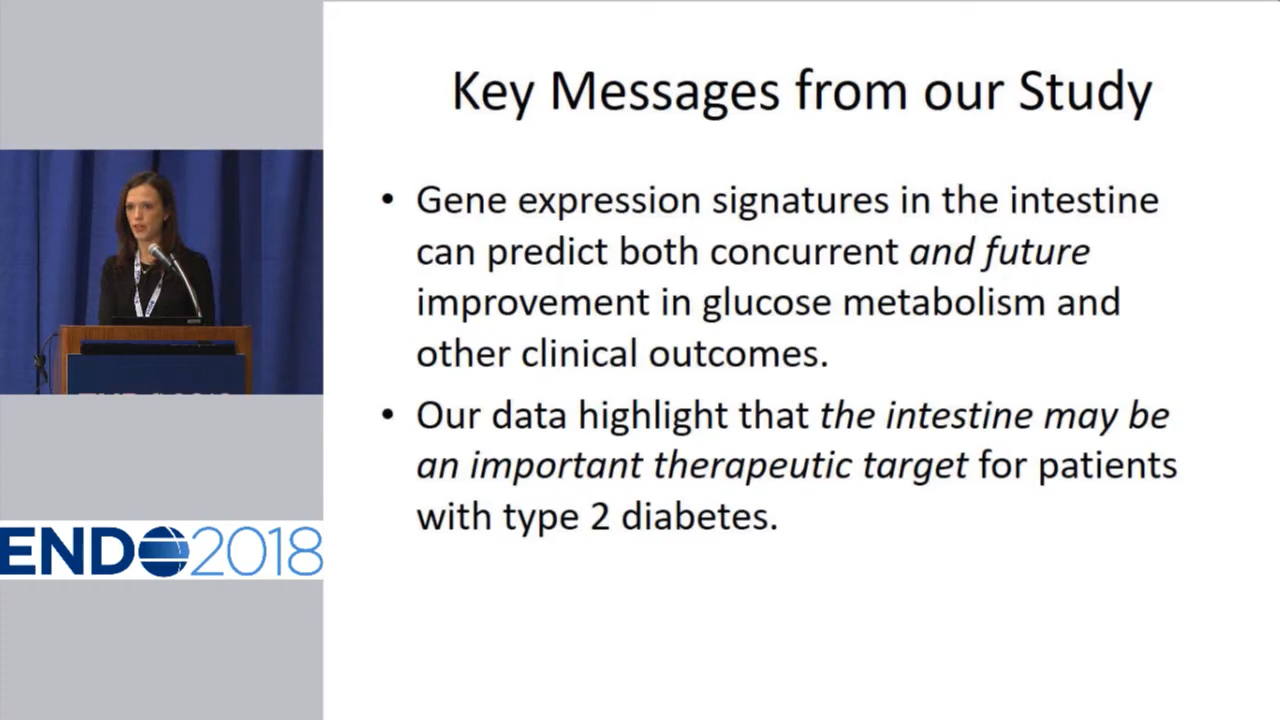 Key Messages from our Study
• Gene expression signatures in the intestine
can predict both concurrent and future
improvement in glucose metabolism and
other clinical outcomes.
• Our data highlight that the intestine may be
an important therapeutic target for patients
with type 2 diabetes.
ENDO2018